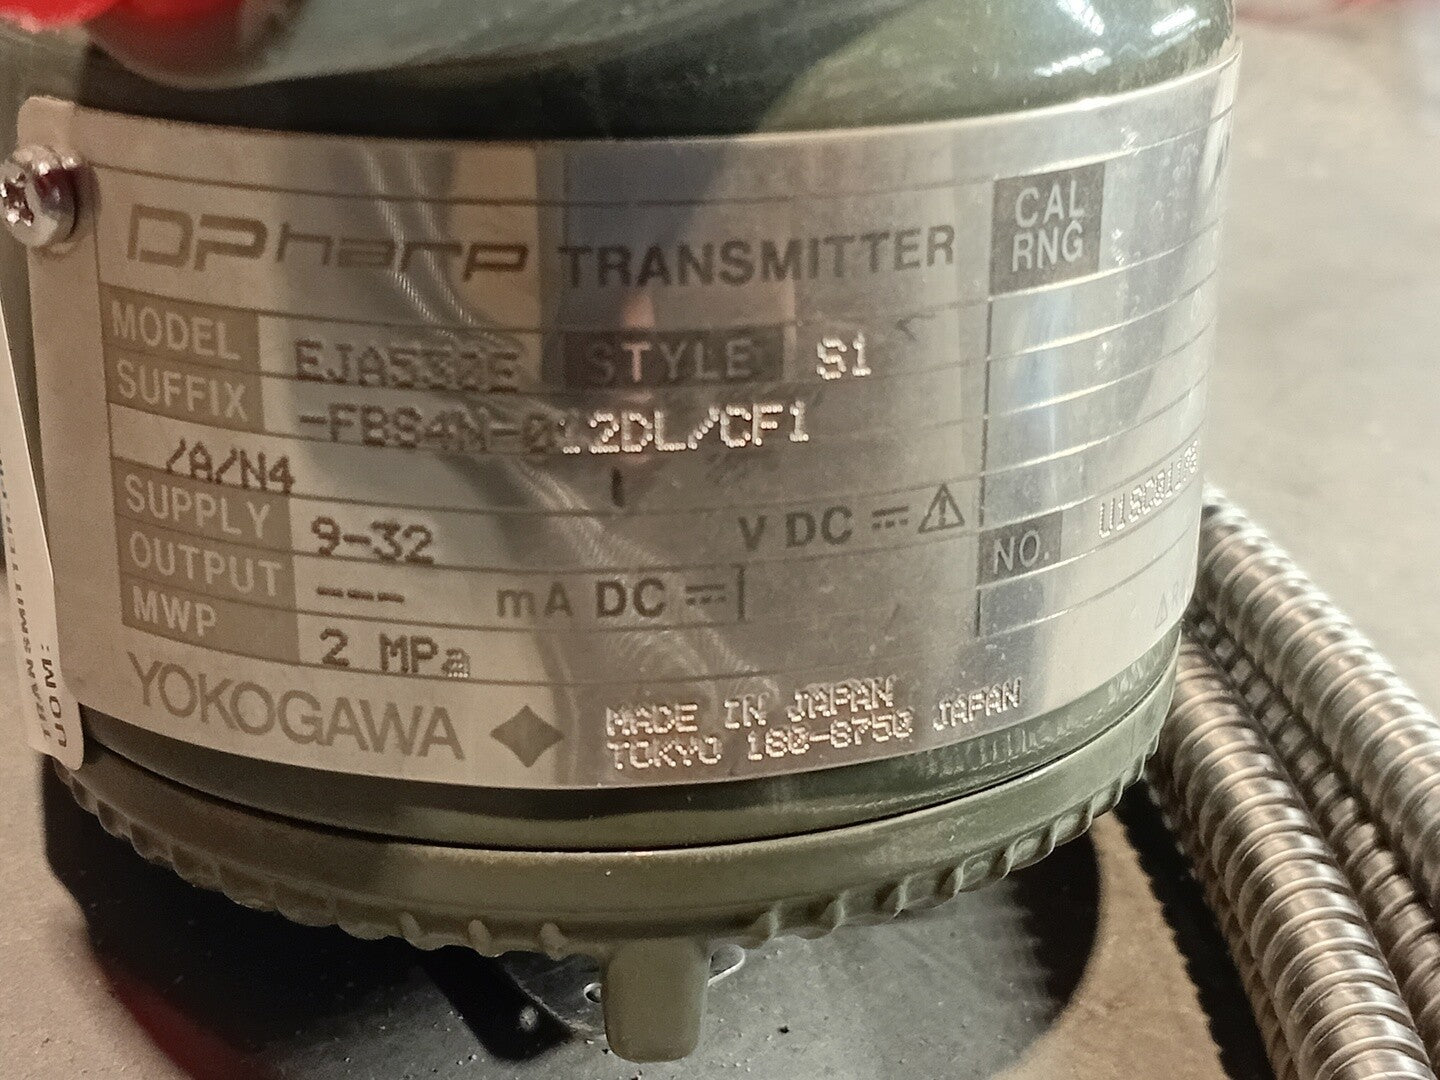 DPharp TRANSMITTER
CAL
RNG
MODEL EJA530E STYLE S1
SUFFIX -FBS4N-012DL/CF1
/A/N4
SUPPLY 9-32 V DC
OUTPUT --- mA DC
MWP 2 MPa
NO.
YOKOGAWA
MADE IN JAPAN
TOKYO 180-8750 JAPAN
UOM: